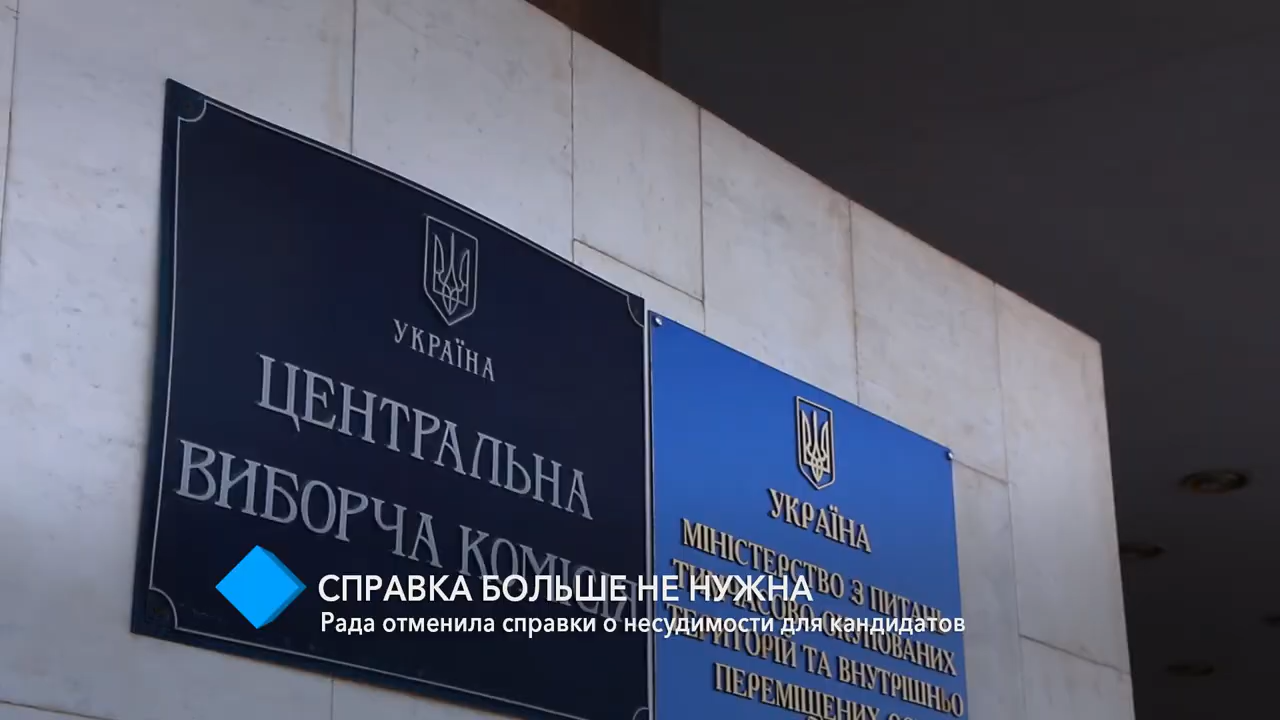 УКРАЇНА
ЦЕНТРАЛЬНА
ВИБОРЧА КОМІСІЯ
УКРАЇНА
МІНІСТЕРСТВО З ПИТАНЬ
ТИМЧАСОВО ОКУПОВАНИХ
ТЕРИТОРІЙ ТА ВНУТРІШНЬО
ПЕРЕМІЩЕНИХ
СПРАВКА БОЛЬШЕ НЕ НУЖНА
Рада отменила справки о несудимости для кандидатов